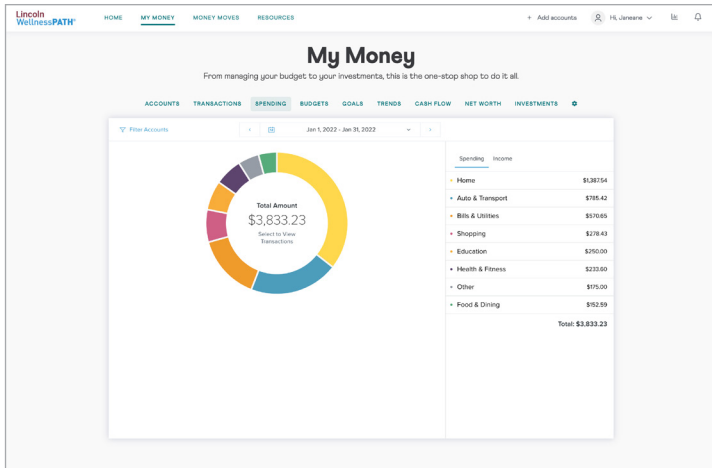 Lincoln
WellnessPATH®
HOME
MY MONEY
MONEY MOVES
RESOURCES
+ Add accounts
Hi, Janeane
My Money
From managing your budget to your investments, this is the one-stop shop to do it all.
ACCOUNTS
TRANSACTIONS
SPENDING
BUDGETS
GOALS
TRENDS
CASH FLOW
NET WORTH
INVESTMENTS
Filter Accounts
Jan 1, 2022 - Jan 31, 2022
Total Amount
$3,833.23
Select to View
Transactions
Spending Income
Home $1,387.54
Auto & Transport $785.42
Bills & Utilities $570.65
Shopping $278.43
Education $250.00
Health & Fitness $233.60
Other $175.00
Food & Dining $152.59
Total: $3,833.23